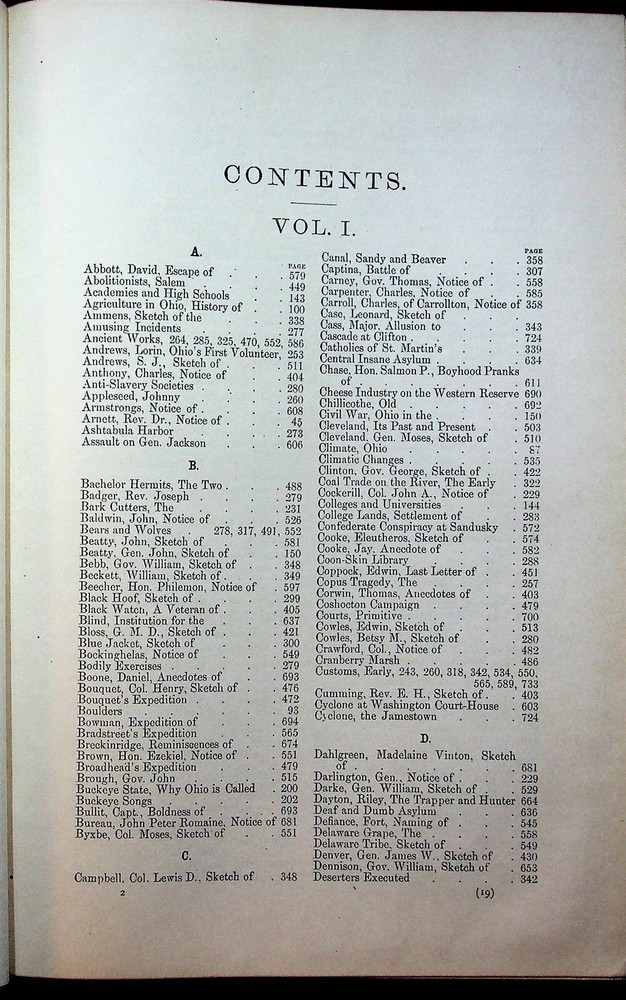 CONTENTS.
VOL. I.
A.
PAGE
Abbott, David, Escape of . . . 579
Abolitionists, Salem . . . 449
Academies and High Schools . . 143
Agriculture in Ohio, History of . . 100
Ammens, Sketch of the . . . 338
Amusing Incidents . . . 277
Ancient Works, 264, 285, 325, 470, 552, 586
Andrews, Lorin, Ohio's First Volunteer, 253
Andrews, S. J., Sketch of . . . 511
Anthony, Charles, Notice of . . 404
Anti-Slavery Societies . . . 280
Appleseed, Johnny . . . 260
Armstrongs, Notice of . . . 608
Arnett, Rev. Dr., Notice of . . . 45
Ashtabula Harbor . . . 273
Assault on Gen. Jackson . . . 606
B.
Bachelor Hermits, The Two . . . 488
Badger, Rev. Joseph . . . 279
Bark Cutters, The . . . 231
Baldwin, John, Notice of . . . 526
Bears and Wolves . 278, 317, 491, 552
Beatty, John, Sketch of . . . 581
Beatty, Gen. John, Sketch of . . 150
Bebb, Gov. William, Sketch of . . 348
Beckett, William, Sketch of . . . 349
Beecher, Hon. Philemon, Notice of . 597
Black Hoof, Sketch of . . . 299
Black Watch, A Veteran of . . . 405
Blind, Institution for the . . . 637
Bloss, G. M. D., Sketch of . . . 421
Blue Jacket, Sketch of . . . 300
Bockinghelas, Notice of . . . 549
Bodily Exercises . . . 279
Boone, Daniel, Anecdotes of . . 693
Bouquet, Col. Henry, Sketch of . . 476
Bouquet's Expedition . . . 472
Boulders . . . 93
Bowman, Expedition of . . . 694
Bradstreet's Expedition . . . 565
Breckinridge, Reminiscences of . . 674
Brown, Hon. Ezekiel, Notice of . . 551
Broadhead's Expedition . . . 479
Brough, Gov. John . . . 515
Buckeye State, Why Ohio is Called . 200
Buckeye Songs . . . 202
Bullit, Capt., Boldness of . . . 693
Bureau, John Peter Romaine, Notice of 681
Byxbe, Col. Moses, Sketch of . . 551
C.
Campbell, Col. Lewis D., Sketch of . 348
2
PAGE
Canal, Sandy and Beaver . . . 358
Captina, Battle of . . . 307
Carney, Gov. Thomas, Notice of . . 558
Carpenter, Charles, Notice of . . 585
Carroll, Charles, of Carrollton, Notice of 358
Case, Leonard, Sketch of . . .
Cass, Major, Allusion to . . . 343
Cascade at Clifton . . . 724
Catholics of St. Martin's . . . 339
Central Insane Asylum . . . 634
Chase, Hon. Salmon P., Boyhood Pranks
of . . . 611
Cheese Industry on the Western Reserve 690
Chillicothe, Old . . . 692
Civil War, Ohio in the . . . 150
Cleveland, Its Past and Present . . 503
Cleveland, Gen. Moses, Sketch of . 510
Climate, Ohio . . . 87
Climatic Changes . . . 535
Clinton, Gov. George, Sketch of . . 422
Coal Trade on the River, The Early . 322
Cockerill, Col. John A., Notice of . 229
Colleges and Universities . . . 144
College Lands, Settlement of . . 283
Confederate Conspiracy at Sandusky . 572
Cooke, Eleutheros, Sketch of . . 574
Cooke, Jay, Anecdote of . . . 582
Coon-Skin Library . . . 288
Coppock, Edwin, Last Letter of . . 451
Copus Tragedy, The . . . 257
Corwin, Thomas, Anecdotes of . . 403
Coshocton Campaign . . . 479
Courts, Primitive . . . 700
Cowles, Edwin, Sketch of . . . 513
Cowles, Betsy M., Sketch of . . 280
Crawford, Col., Notice of . . . 482
Cranberry Marsh . . . 486
Customs, Early, 243, 260, 318, 342, 534, 550,
565, 589, 733
Cumming, Rev. E. H., Sketch of . . 403
Cyclone at Washington Court-House . 603
Cyclone, the Jamestown . . . 724
D.
Dahlgreen, Madelaine Vinton, Sketch
of . . . 681
Darlington, Gen., Notice of . . . 229
Darke, Gen. William, Sketch of . . 529
Dayton, Riley, The Trapper and Hunter 664
Deaf and Dumb Asylum . . . 636
Defiance, Fort, Naming of . . . 545
Delaware Grape, The . . . 558
Delaware Tribe, Sketch of . . . 549
Denver, Gen. James W., Sketch of . 430
Dennison, Gov. William, Sketch of . 653
Deserters Executed . . . 342
(19)